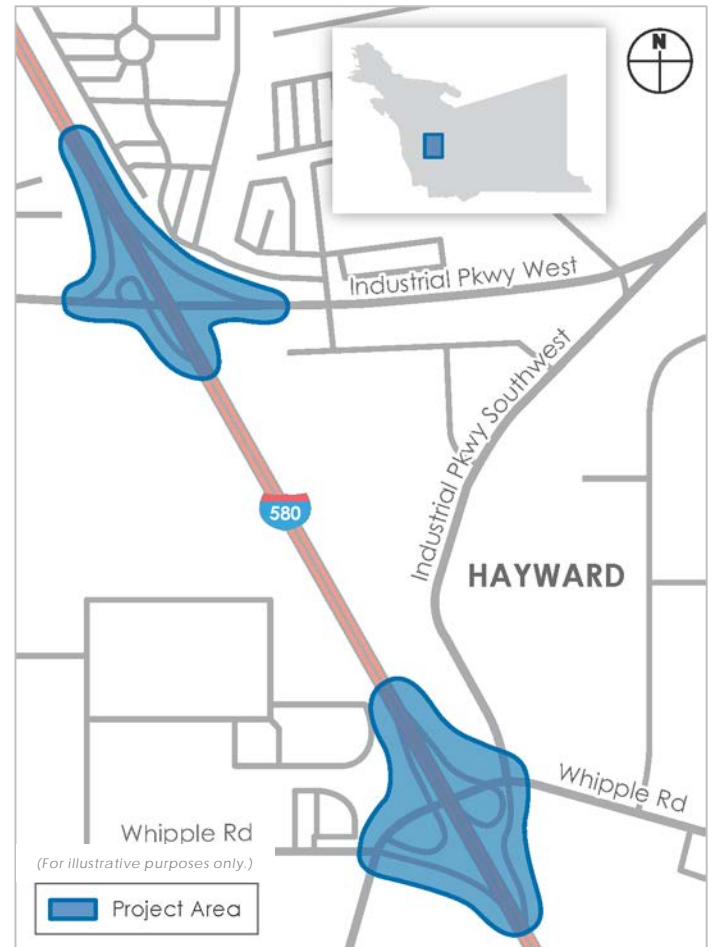 N
Industrial Pkwy West
Industrial Pkwy Southwest
580
HAYWARD
Whipple Rd
Whipple Rd
(For illustrative purposes only.)
Project Area